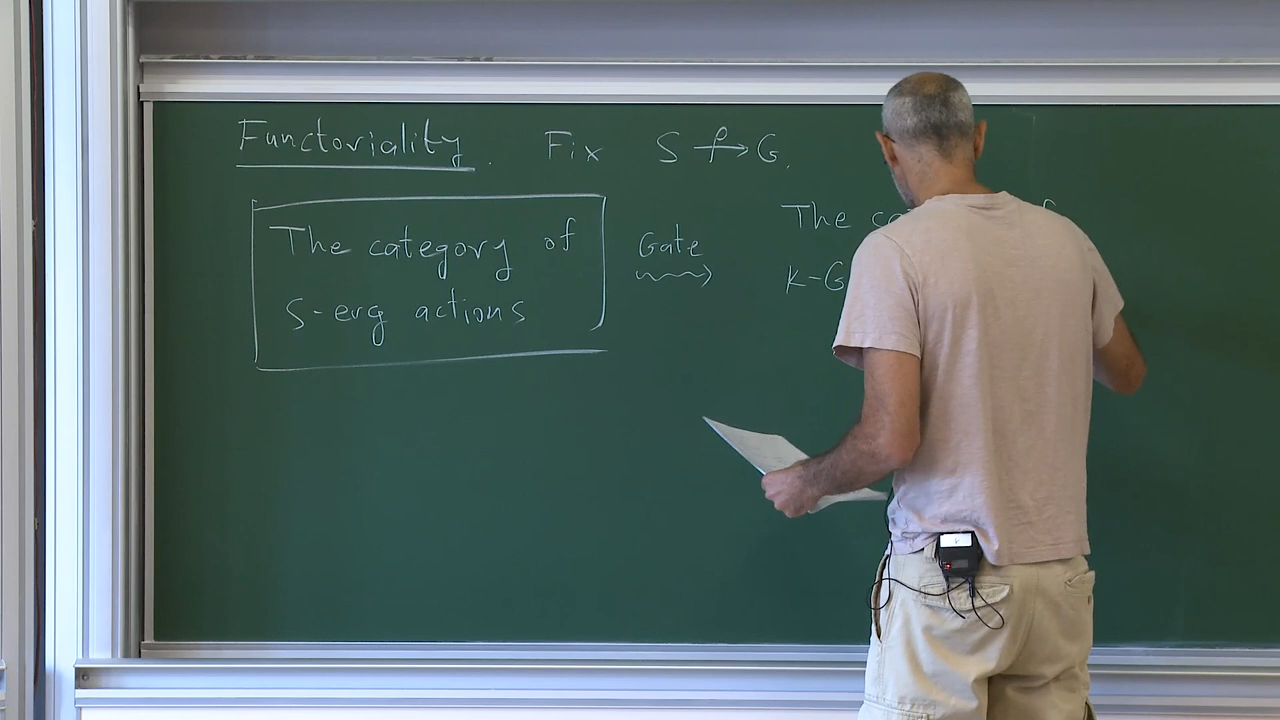 Functoriality. Fix S ρ→ G.
The category of
S-erg actions
Gate
The
k-G